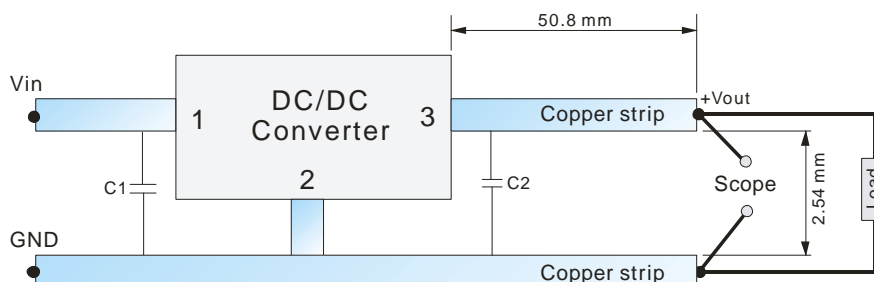 50.8 mm
Vin
DC/DC
Converter
1
3
2
Copper strip
+Vout
C1
C2
Scope
2.54 mm
Load
GND
Copper strip